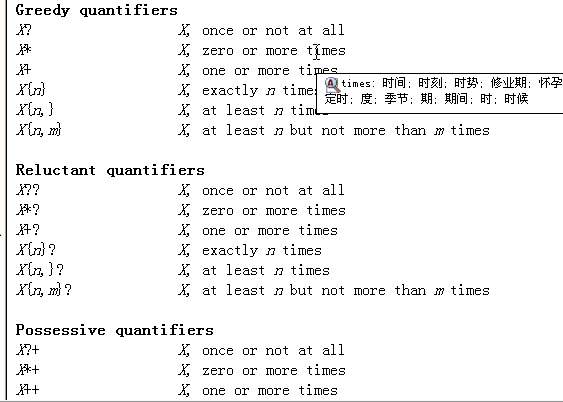 Greedy quantifiers
X? X, once or not at all
X* X, zero or more times
X+ X, one or more times
X{n} X, exactly n times
X{n,} X, at least n times
X{n,m} X, at least n but not more than m times
times: 时间; 时刻; 时势; 修业期; 怀孕
定时; 度; 季节; 期; 期间; 时; 时候
Reluctant quantifiers
X?? X, once or not at all
X*? X, zero or more times
X+? X, one or more times
X{n}? X, exactly n times
X{n,}? X, at least n times
X{n,m}? X, at least n but not more than m times
Possessive quantifiers
X?+ X, once or not at all
X*+ X, zero or more times
X++ X, one or more times